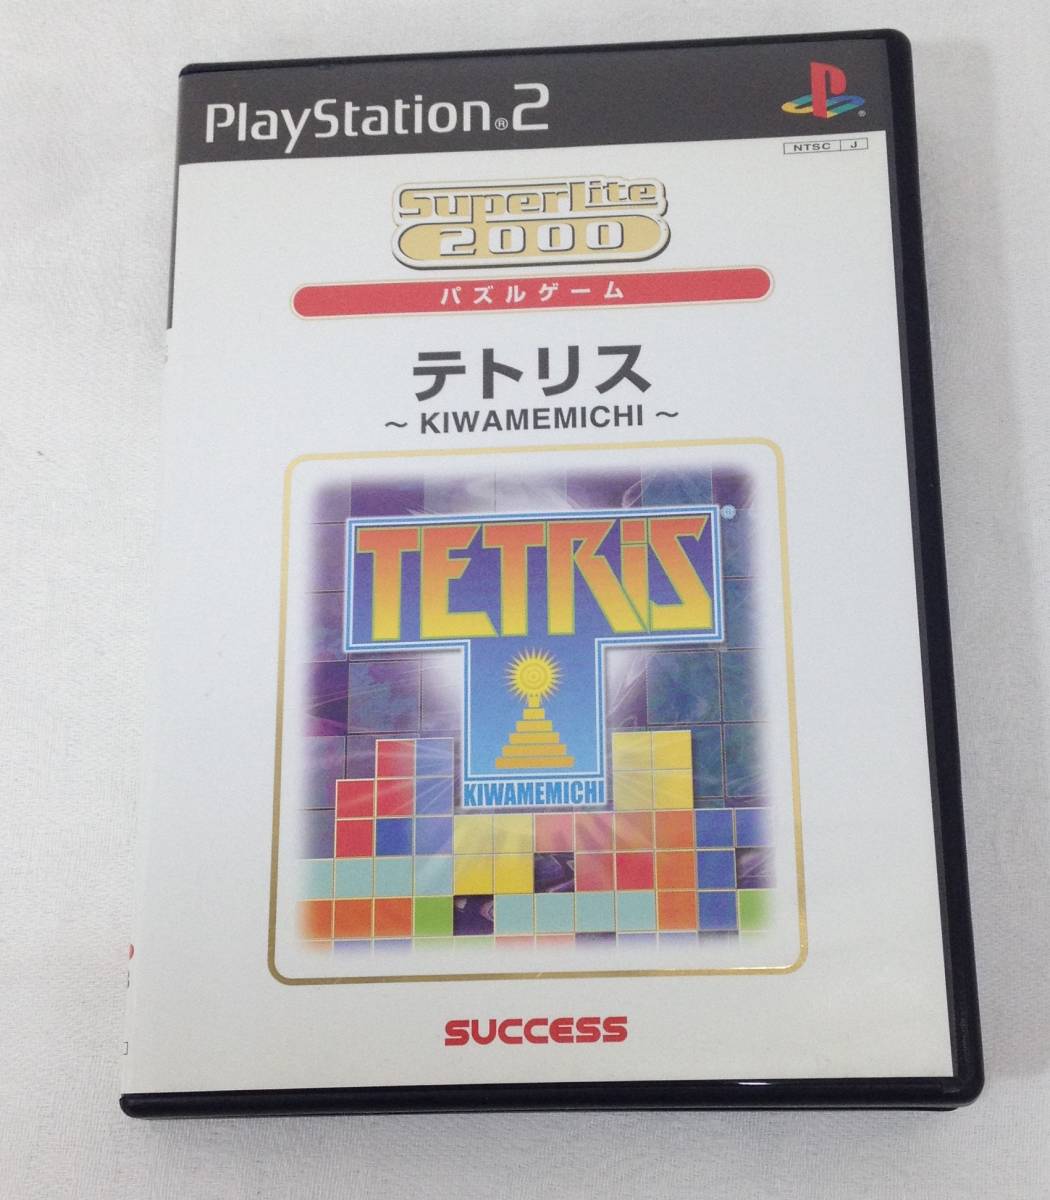 PlayStation®2
NTSC J
SuperLite
2000
パズルゲーム
テトリス
～KIWAMEMICHI～
TETRiS®
KIWAMEMICHI
SUCCESS